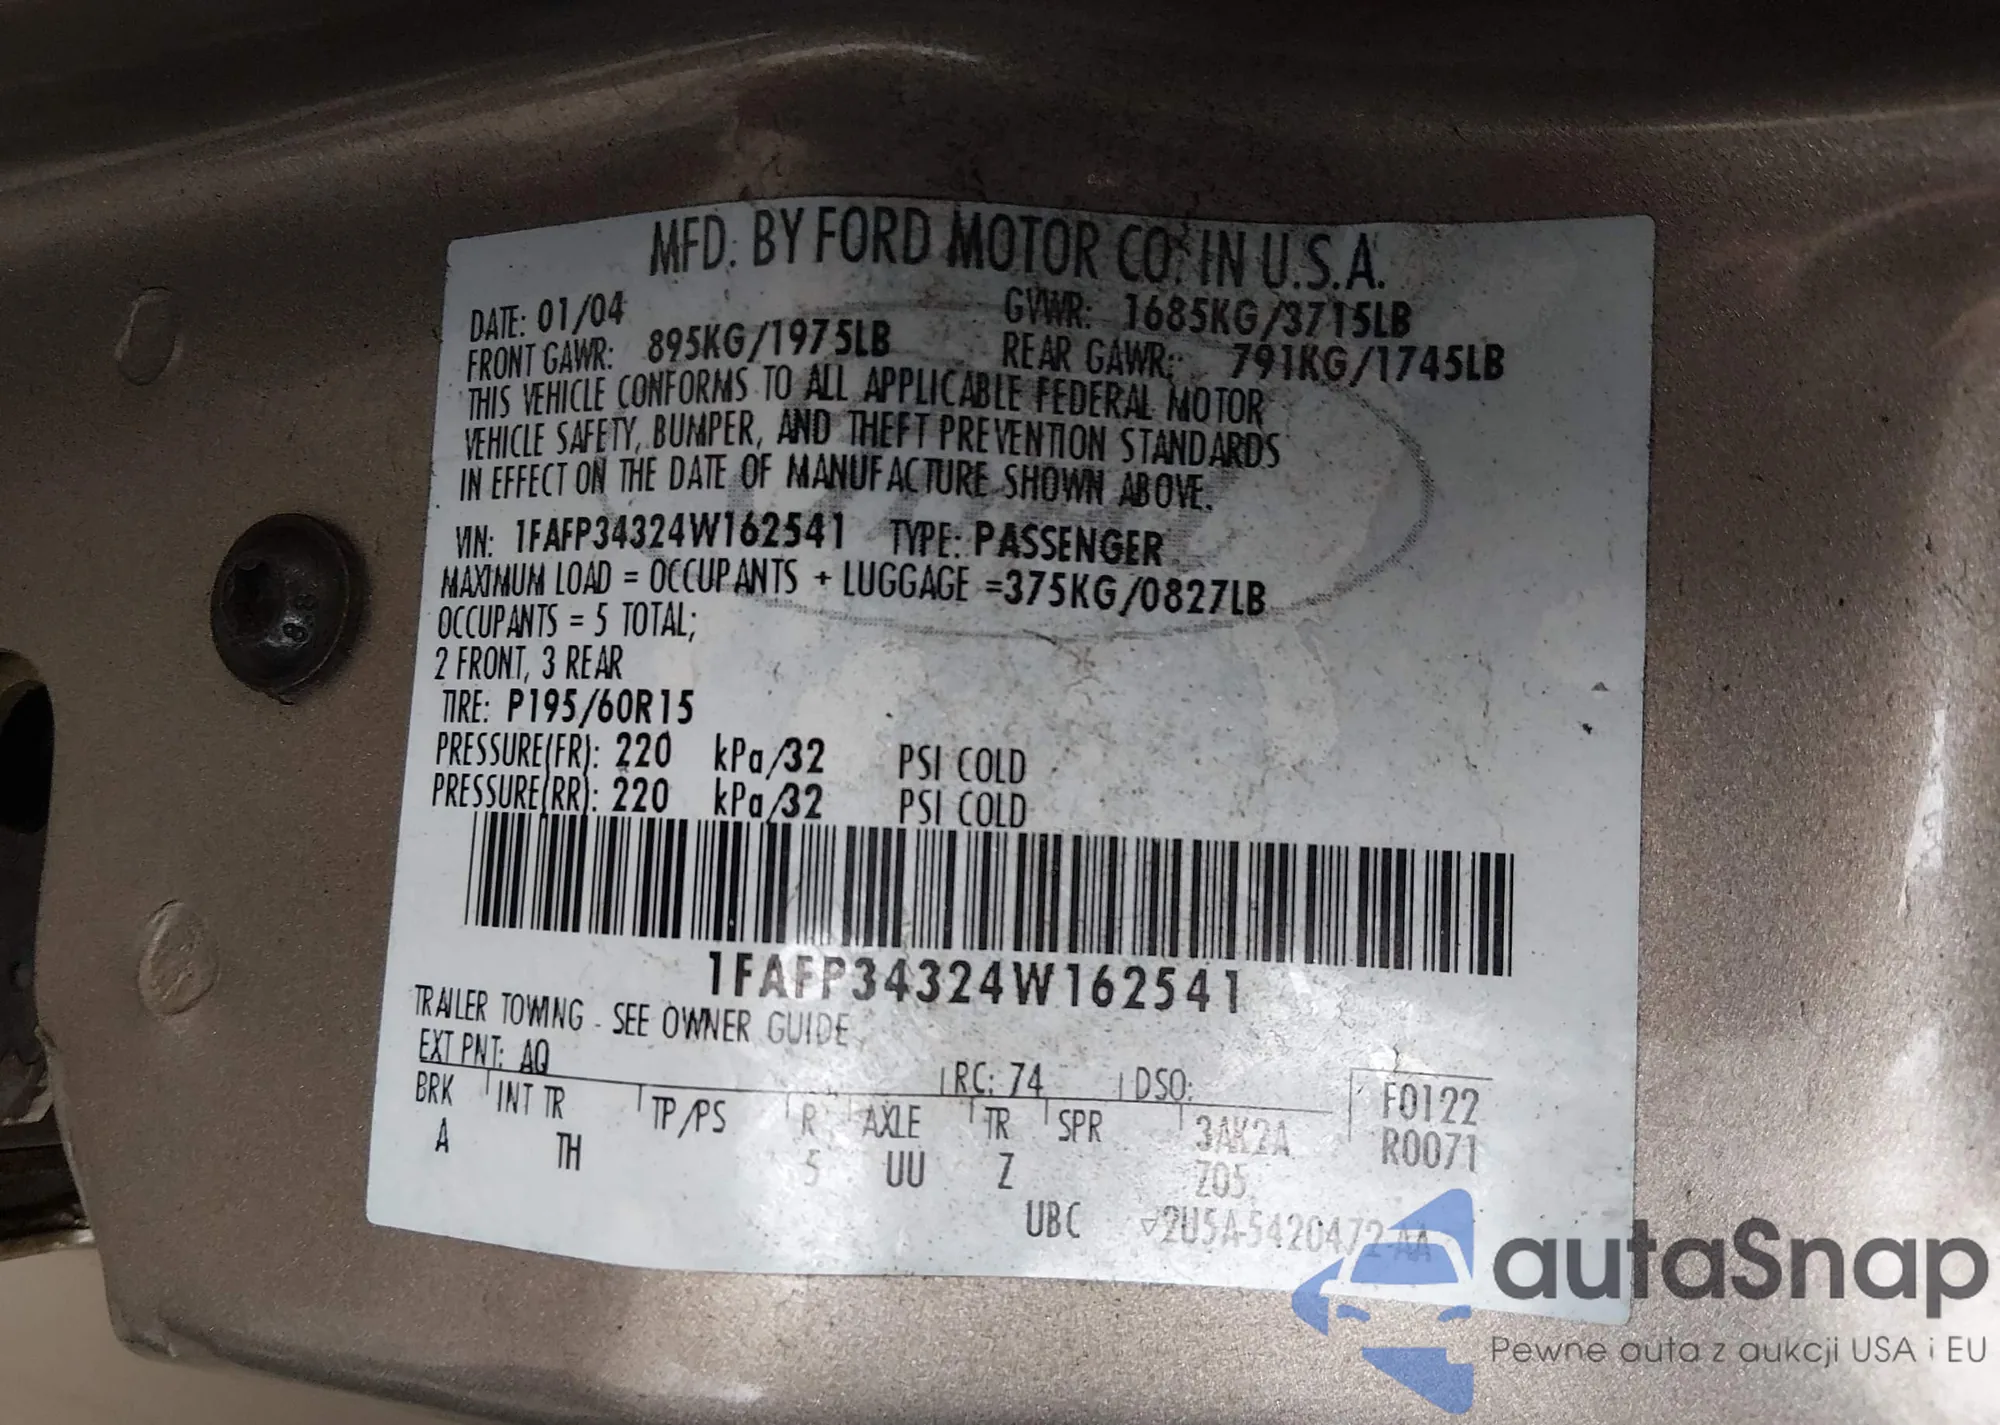 MFD. BY FORD MOTOR CO. IN U.S.A.
DATE: 01/04 GVWR: 1685KG/3715LB
FRONT GAWR: 895KG/1975LB REAR GAWR: 791KG/1745LB
THIS VEHICLE CONFORMS TO ALL APPLICABLE FEDERAL MOTOR
VEHICLE SAFETY, BUMPER, AND THEFT PREVENTION STANDARDS
IN EFFECT ON THE DATE OF MANUFACTURE SHOWN ABOVE.
VIN: 1FAFP34324W162541 TYPE: PASSENGER
MAXIMUM LOAD = OCCUPANTS + LUGGAGE =375KG/0827LB
OCCUPANTS = 5 TOTAL;
2 FRONT, 3 REAR
TIRE: P195/60R15
PRESSURE(FR): 220 kPa/32 PSI COLD
PRESSURE(RR): 220 kPa/32 PSI COLD
1FAFP34324W162541
TRAILER TOWING - SEE OWNER GUIDE
EXT PNT: AQ RC: 74 DSO:
BRK INT TR TP/PS R AXLE TR SPR 3AK2A F0122
A TH 5 UU Z Z05 R0071
UBC 2U5A-5420472-AA
autaSnap
Pewne auta z aukcji USA i EU